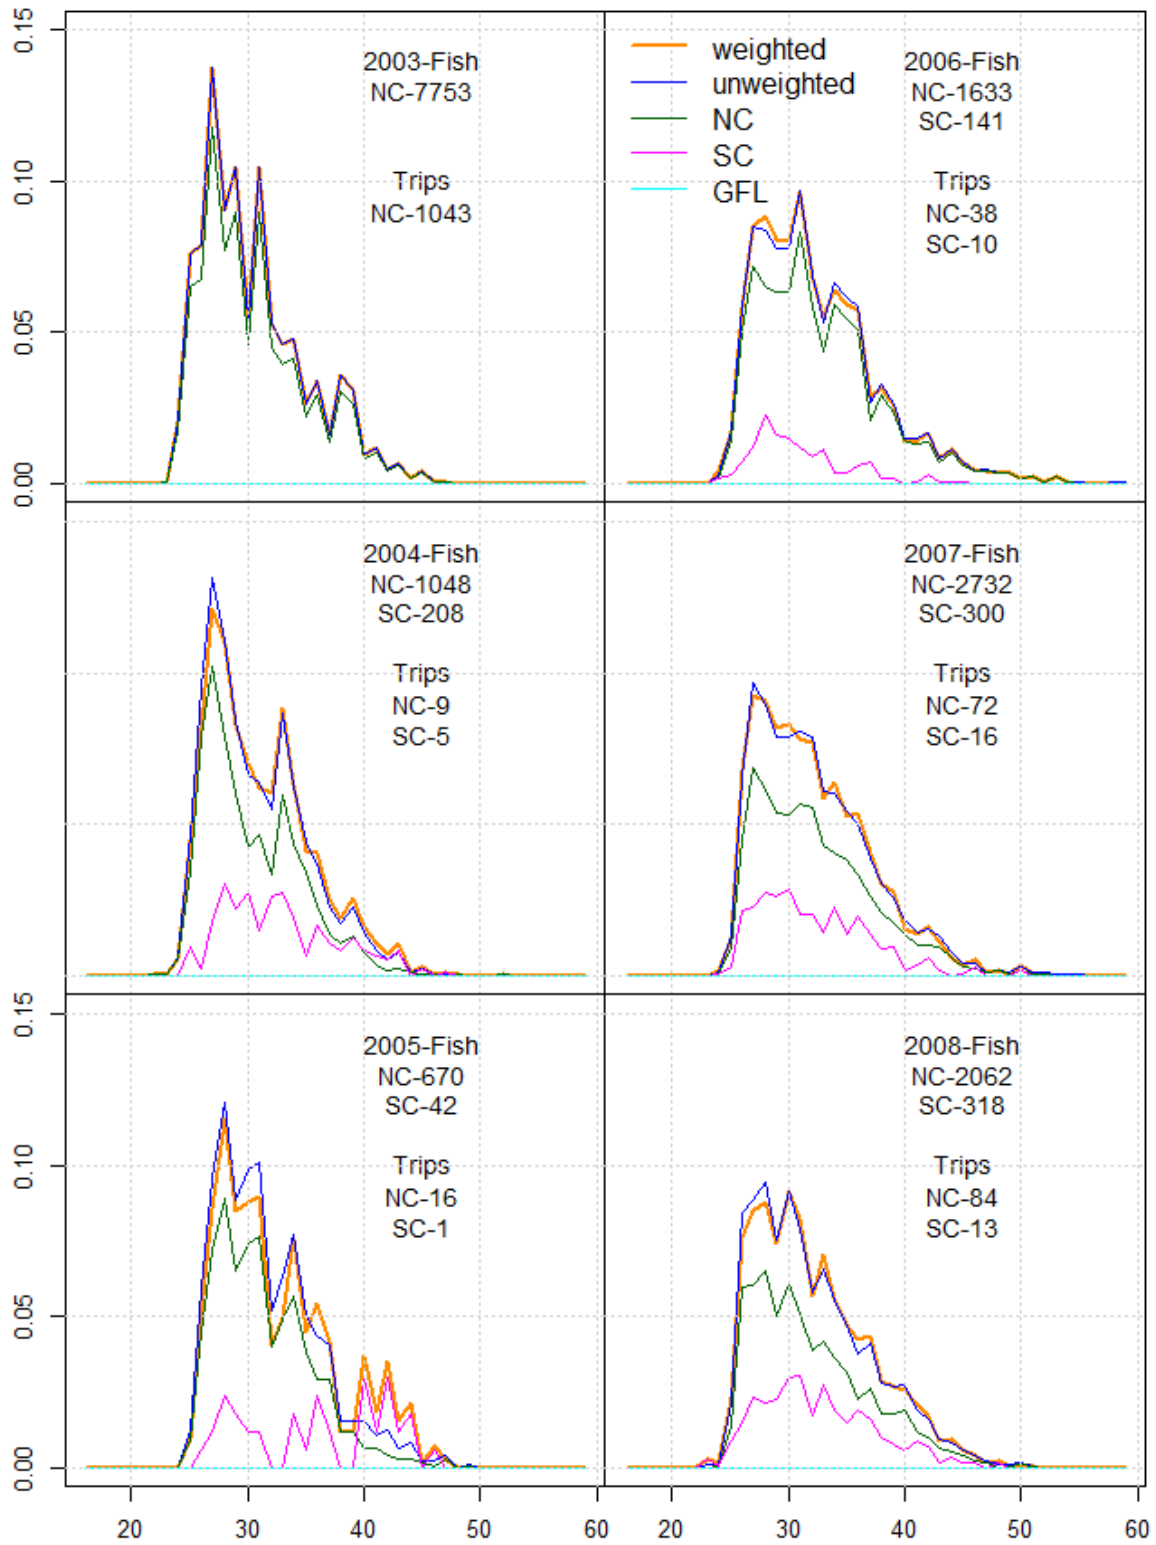 0.15
0.10
0.05
0.00
2003-Fish
NC-7753
Trips
NC-1043
weighted
unweighted
NC
SC
GFL
2006-Fish
NC-1633
SC-141
Trips
NC-38
SC-10
2004-Fish
NC-1048
SC-208
Trips
NC-9
SC-5
2007-Fish
NC-2732
SC-300
Trips
NC-72
SC-16
0.15
0.10
0.05
0.00
2005-Fish
NC-670
SC-42
Trips
NC-16
SC-1
2008-Fish
NC-2062
SC-318
Trips
NC-84
SC-13
20 30 40 50 60
20 30 40 50 60